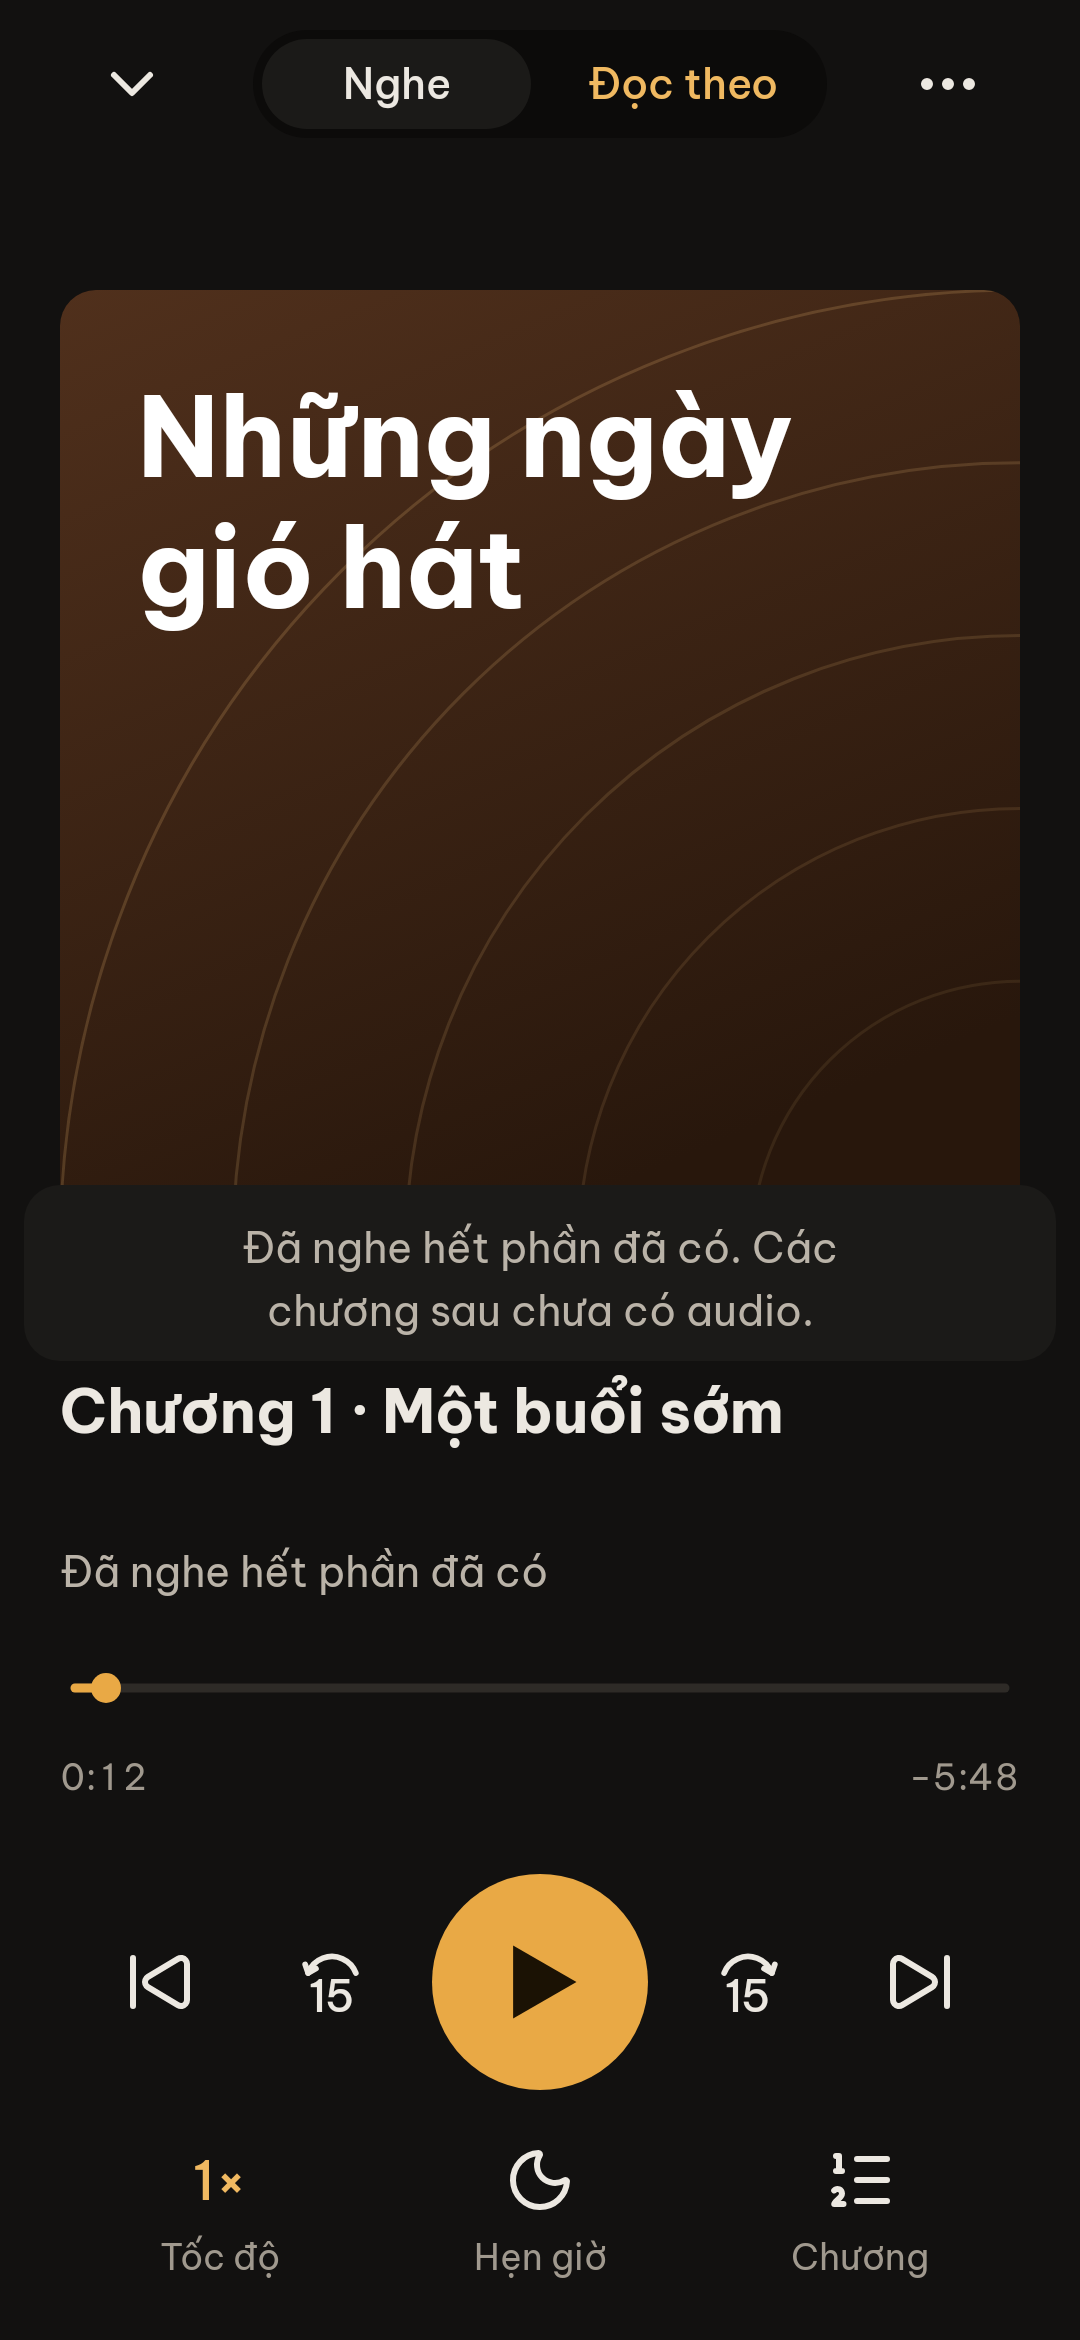 Nghe
Đọc theo
Những ngày
gió hát
Đã nghe hết phần đã có. Các
chương sau chưa có audio.
Chương 1 · Một buổi sớm
Đã nghe hết phần đã có
0:12
-5:48
15
15
1×
Tốc độ
Hẹn giờ
1
2
Chương